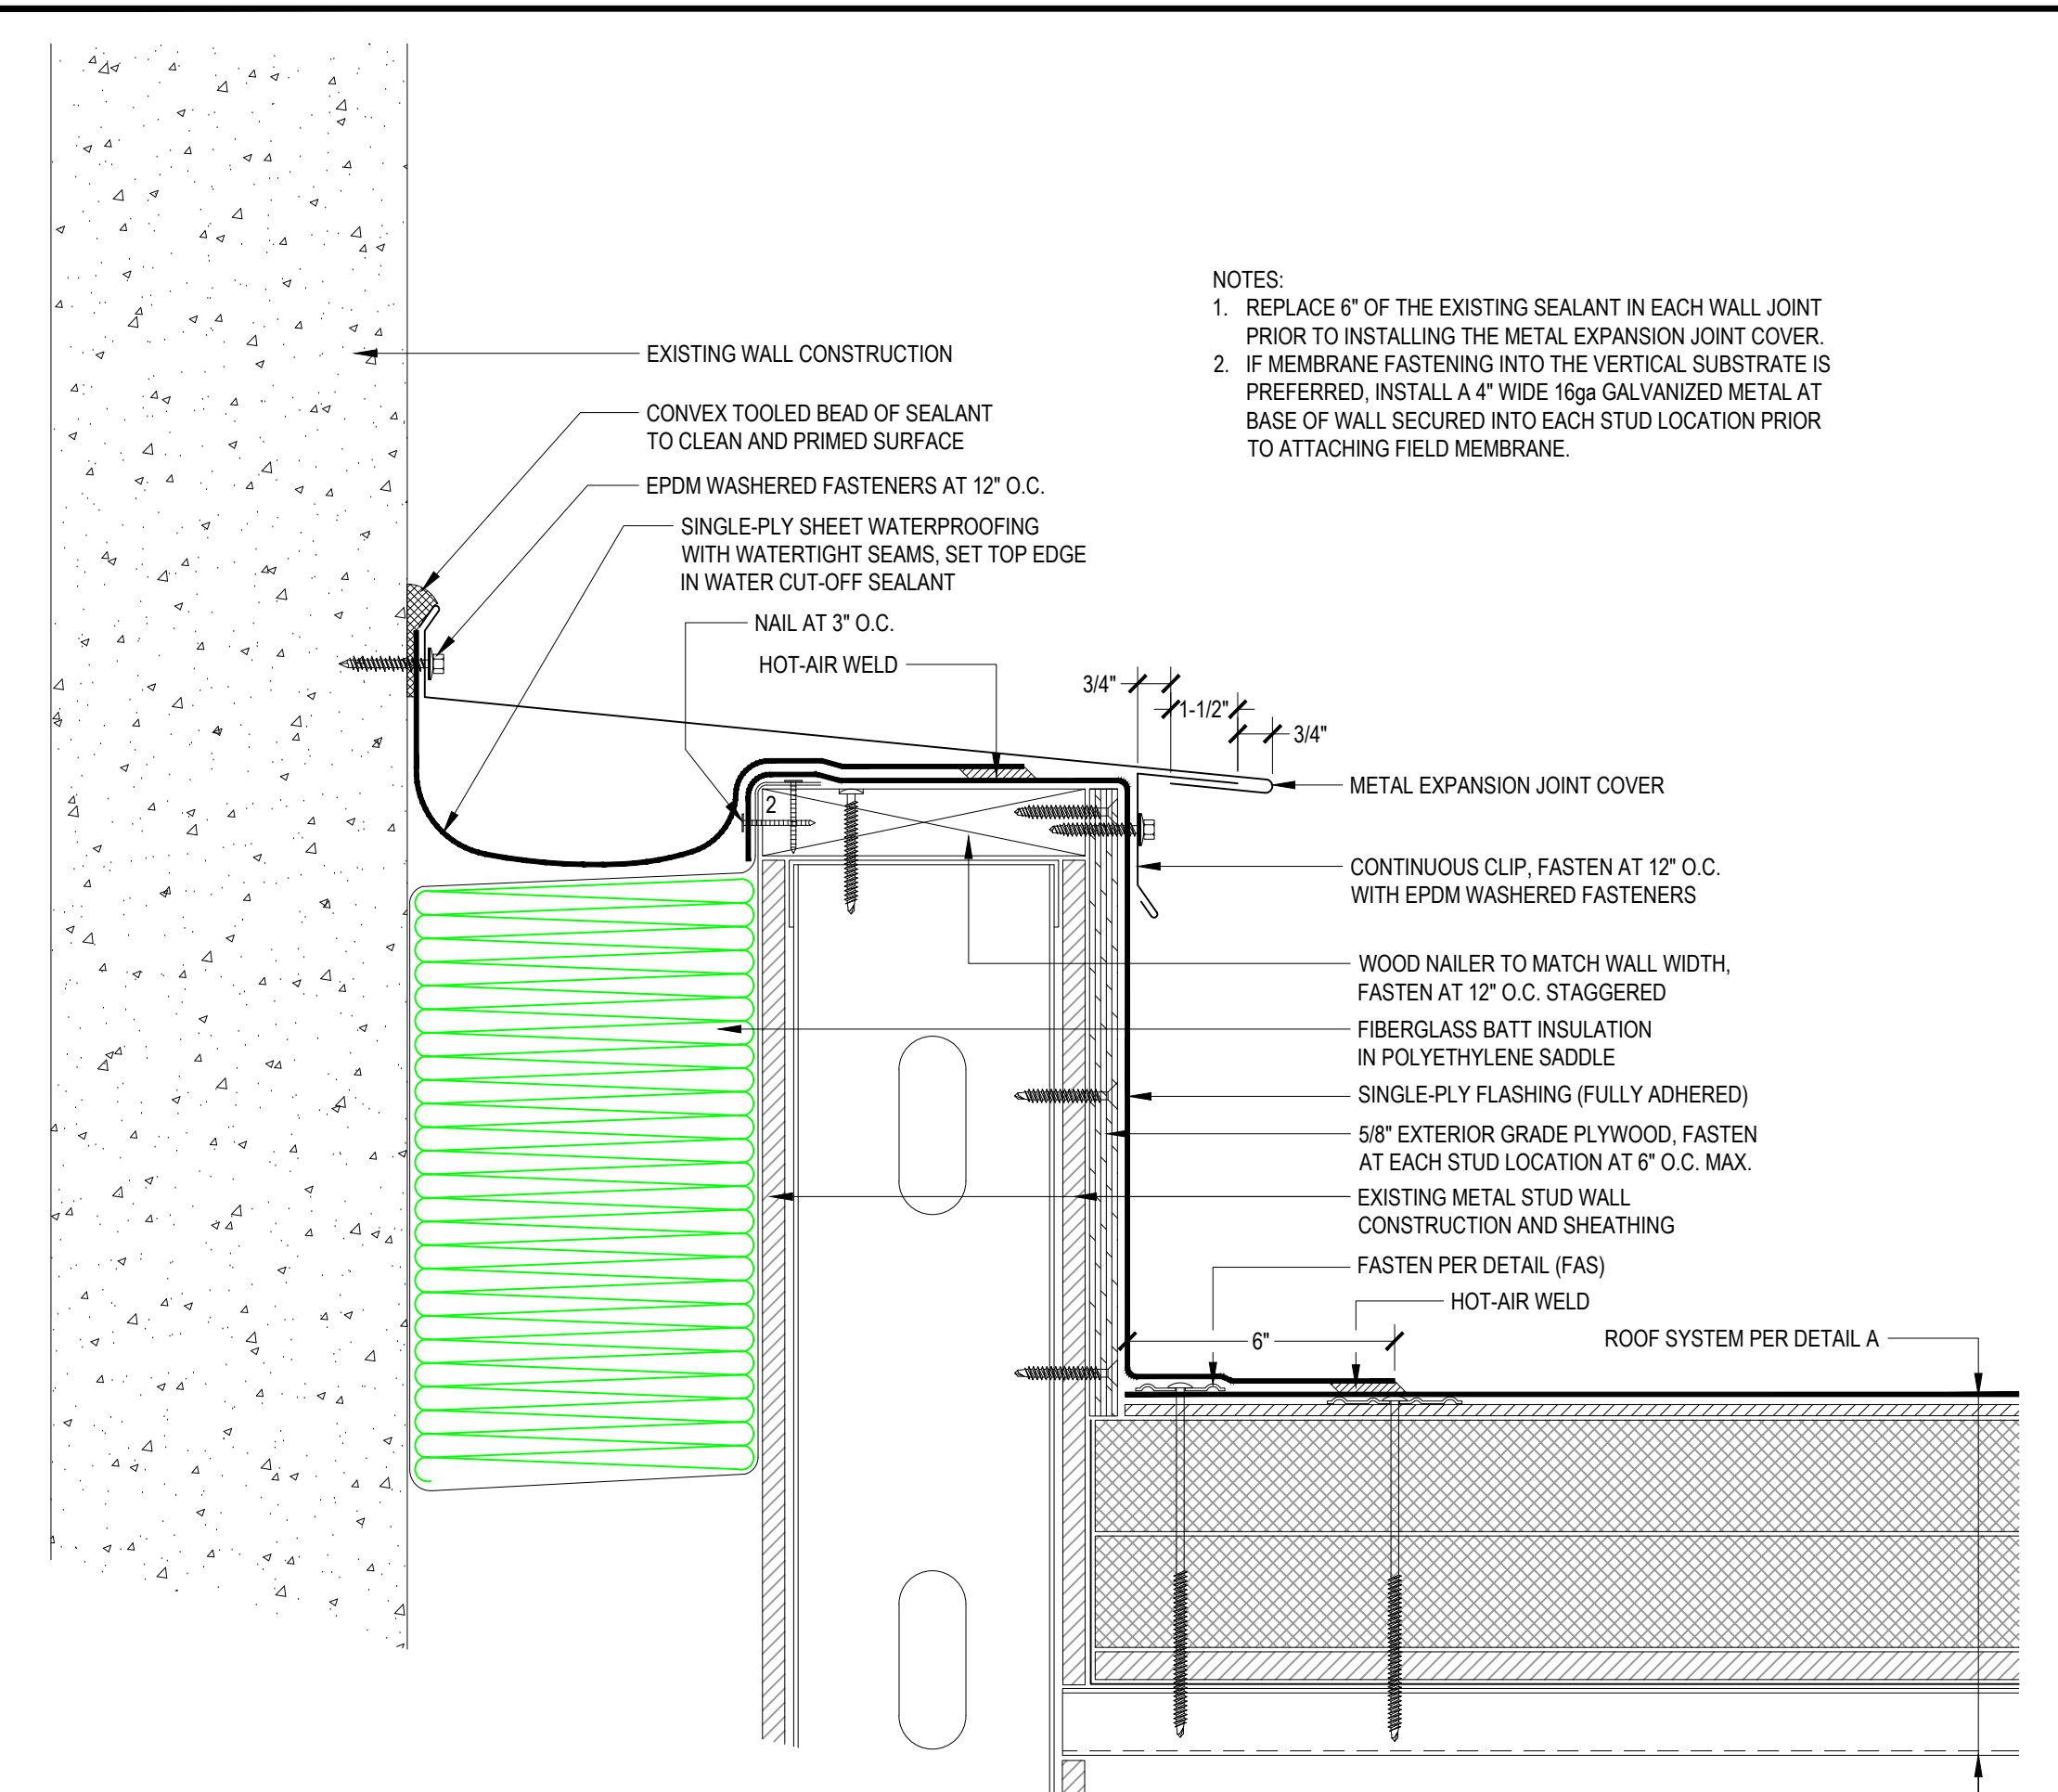 NOTES:
1. REPLACE 6" OF THE EXISTING SEALANT IN EACH WALL JOINT
PRIOR TO INSTALLING THE METAL EXPANSION JOINT COVER.
2. IF MEMBRANE FASTENING INTO THE VERTICAL SUBSTRATE IS
PREFERRED, INSTALL A 4" WIDE 16ga GALVANIZED METAL AT
BASE OF WALL SECURED INTO EACH STUD LOCATION PRIOR
TO ATTACHING FIELD MEMBRANE.
EXISTING WALL CONSTRUCTION
CONVEX TOOLED BEAD OF SEALANT
TO CLEAN AND PRIMED SURFACE
EPDM WASHERED FASTENERS AT 12" O.C.
SINGLE-PLY SHEET WATERPROOFING
WITH WATERTIGHT SEAMS, SET TOP EDGE
IN WATER CUT-OFF SEALANT
NAIL AT 3" O.C.
HOT-AIR WELD
3/4"
1-1/2"
3/4"
METAL EXPANSION JOINT COVER
2
CONTINUOUS CLIP, FASTEN AT 12" O.C.
WITH EPDM WASHERED FASTENERS
WOOD NAILER TO MATCH WALL WIDTH,
FASTEN AT 12" O.C. STAGGERED
FIBERGLASS BATT INSULATION
IN POLYETHYLENE SADDLE
SINGLE-PLY FLASHING (FULLY ADHERED)
5/8" EXTERIOR GRADE PLYWOOD, FASTEN
AT EACH STUD LOCATION AT 6" O.C. MAX.
EXISTING METAL STUD WALL
CONSTRUCTION AND SHEATHING
FASTEN PER DETAIL (FAS)
HOT-AIR WELD
6"
ROOF SYSTEM PER DETAIL A